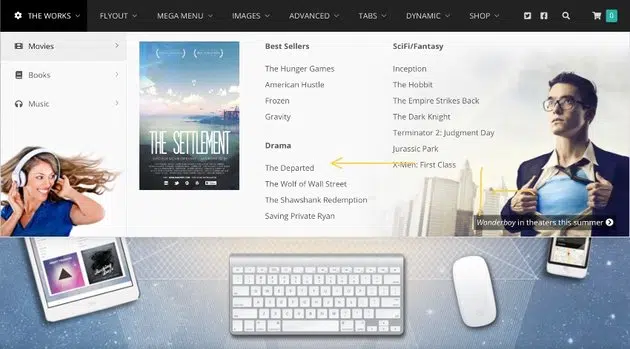 THE WORKS
FLYOUT
MEGA MENU
IMAGES
ADVANCED
TABS
DYNAMIC
SHOP
0
Movies
Books
Music
THE SETTLEMENT
Best Sellers
The Hunger Games
American Hustle
Frozen
Gravity
Drama
The Departed
The Wolf of Wall Street
The Shawshank Redemption
Saving Private Ryan
SciFi/Fantasy
Inception
The Hobbit
The Empire Strikes Back
The Dark Knight
Terminator 2: Judgment Day
Jurassic Park
X-Men: First Class
Wonderboy in theaters this summer